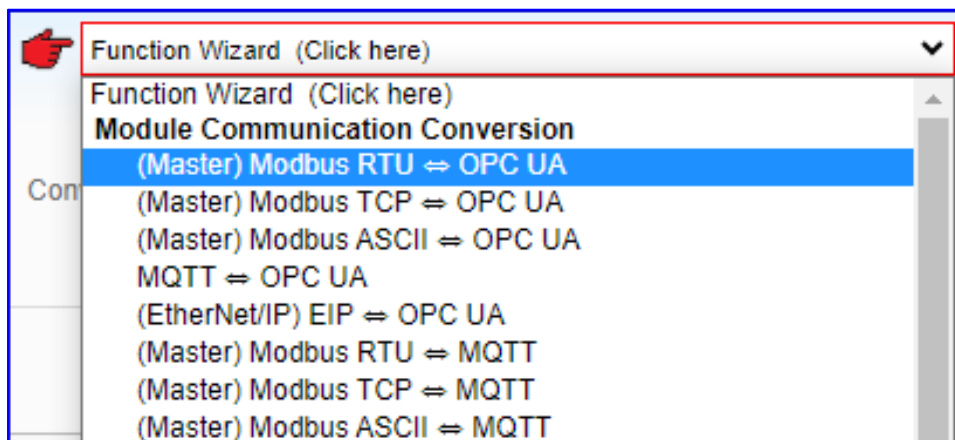 Function Wizard (Click here)
Function Wizard (Click here)
Module Communication Conversion
(Master) Modbus RTU ⇔ OPC UA
Con
(Master) Modbus TCP ⇔ OPC UA
(Master) Modbus ASCII ⇔ OPC UA
MQTT ⇔ OPC UA
(EtherNet/IP) EIP ⇔ OPC UA
(Master) Modbus RTU ⇔ MQTT
(Master) Modbus TCP ⇔ MQTT
(Master) Modbus ASCII ⇔ MQTT